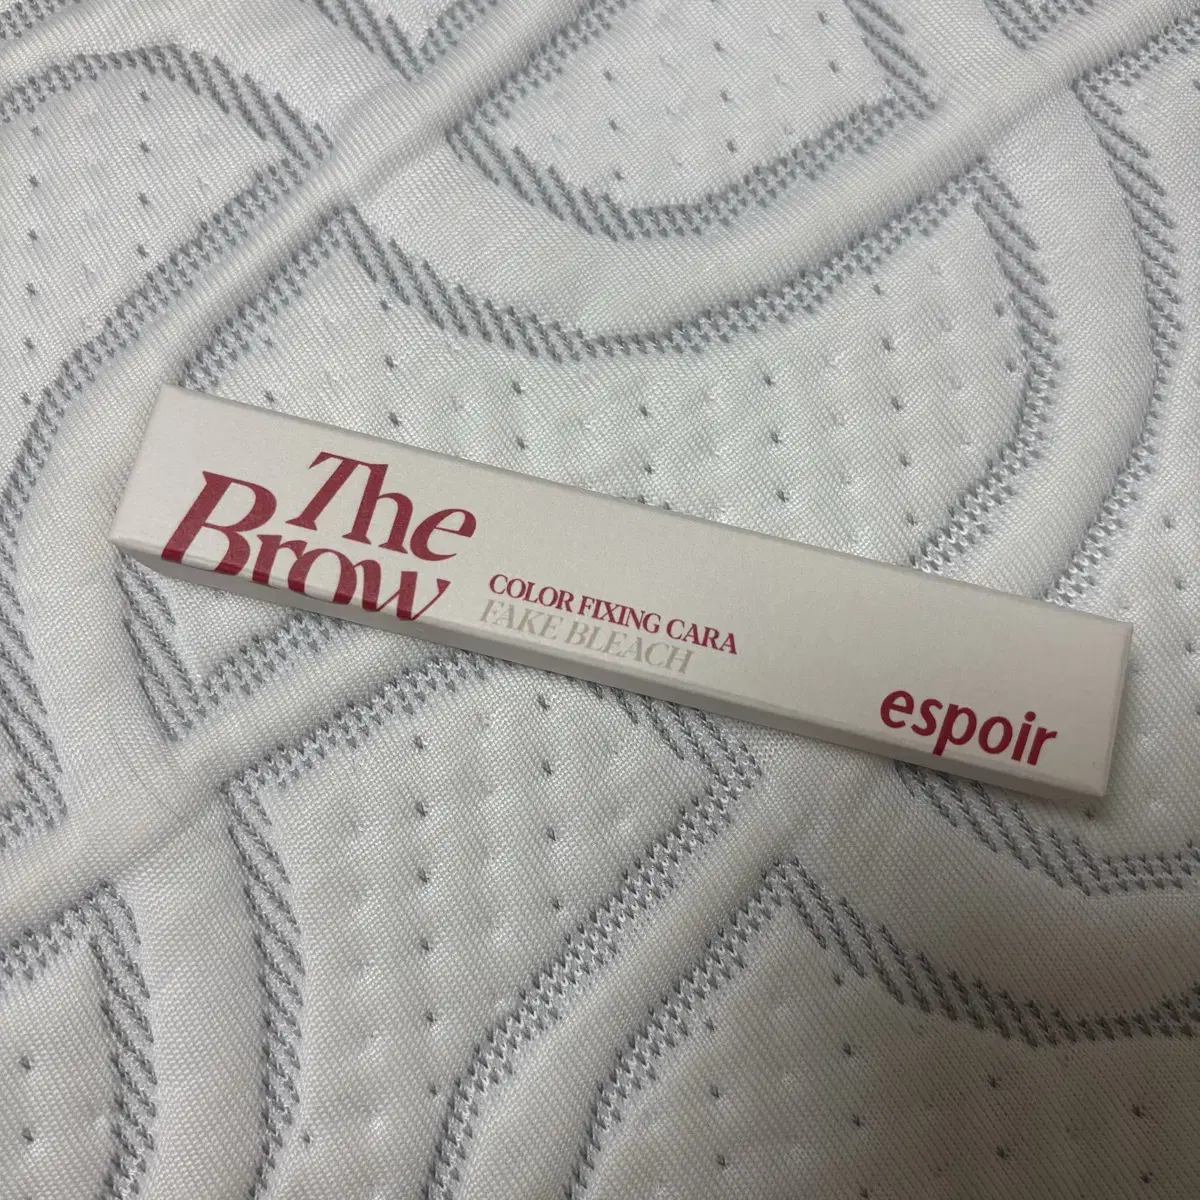 The
Brow
COLOR FIXING CARA
FAKE BLEACH
espoir